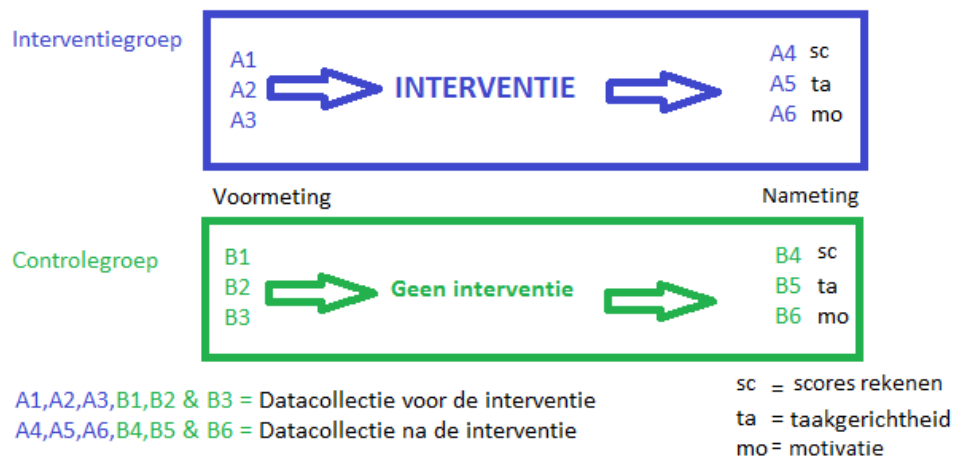 Interventiegroep
A1
A2
A3
INTERVENTIE
A4 sc
A5 ta
A6 mo
Voormeting
Nameting
Controlegroep
B1
B2
B3
Geen interventie
B4 sc
B5 ta
B6 mo
A1,A2,A3,B1,B2 & B3 = Datacollectie voor de interventie
A4,A5,A6,B4,B5 & B6 = Datacollectie na de interventie
sc = scores rekenen
ta = taakgerichtheid
mo = motivatie